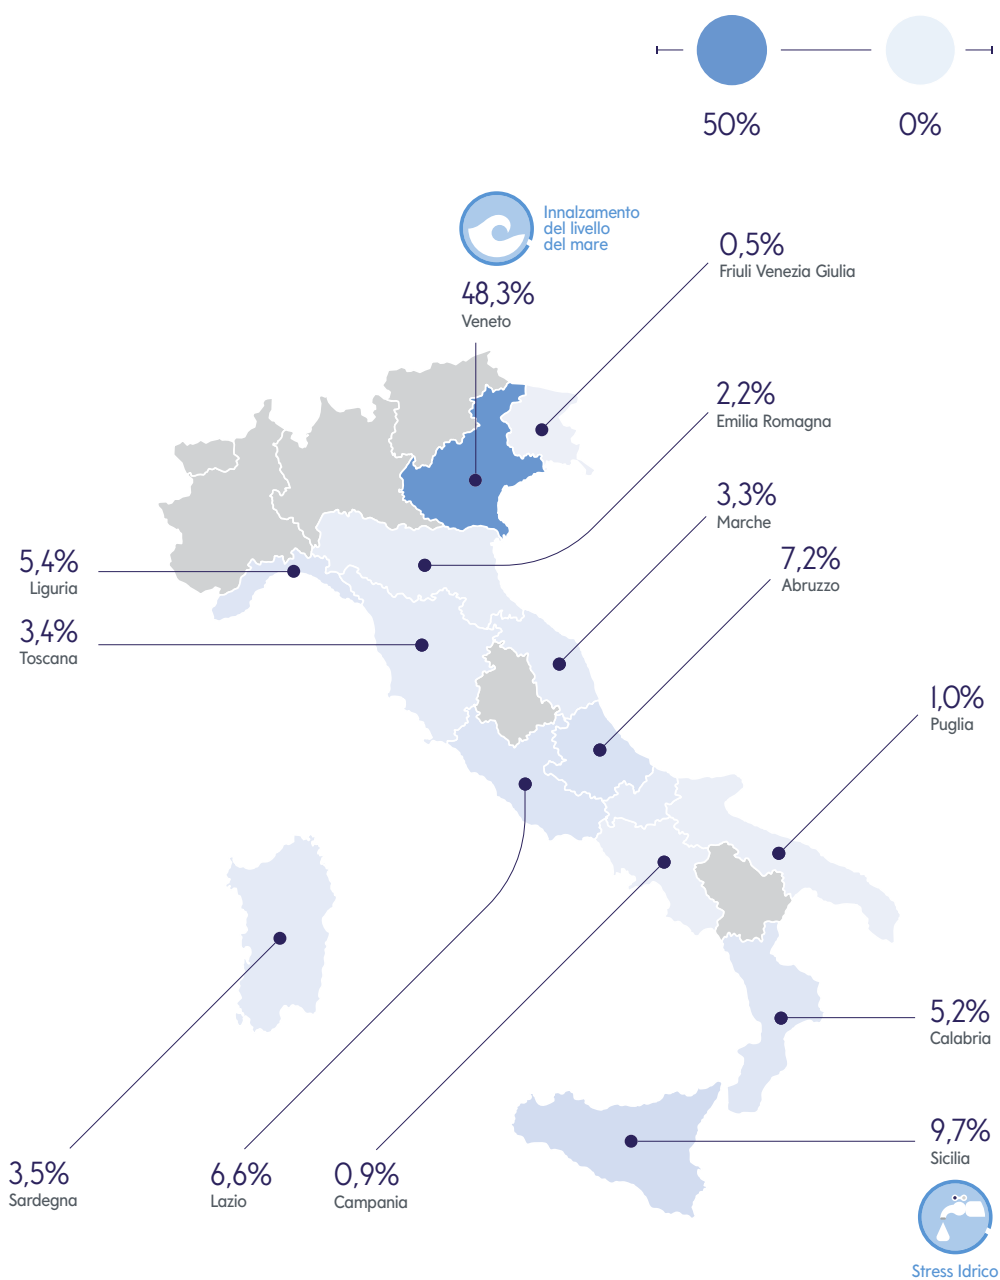 50%
0%
Innalzamento
del livello
del mare
0,5%
Friuli Venezia Giulia
48,3%
Veneto
2,2%
Emilia Romagna
3,3%
Marche
7,2%
Abruzzo
5,4%
Liguria
3,4%
Toscana
1,0%
Puglia
5,2%
Calabria
9,7%
Sicilia
3,5%
Sardegna
6,6%
Lazio
0,9%
Campania
Stress Idrico